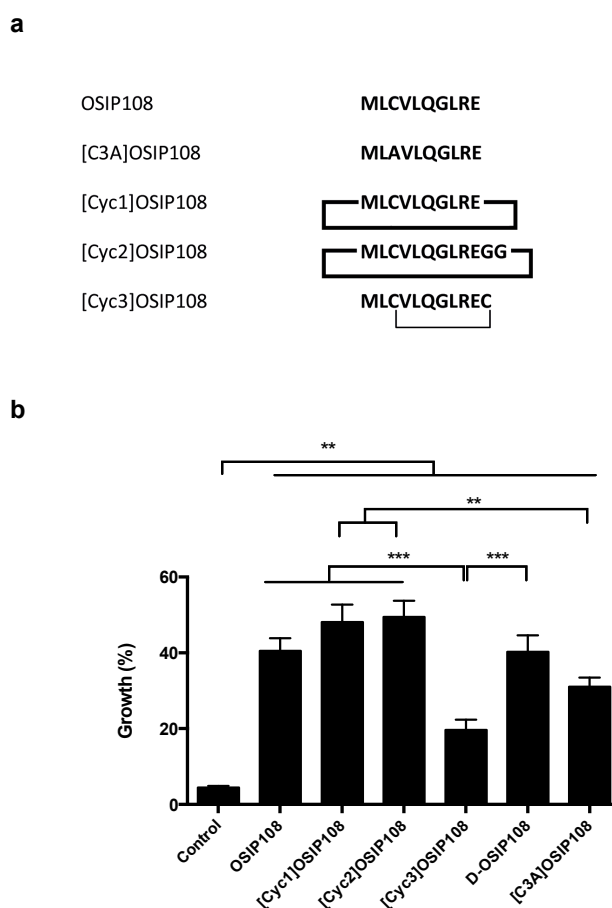 a
OSIP108 MLCVLQGLRE
[C3A]OSIP108 MLAVLQGLRE
[Cyc1]OSIP108 MLCVLQGLRE
[Cyc2]OSIP108 MLCVLQGLREGG
[Cyc3]OSIP108 MLCVLQGLREC
b
**
**
*** ***
60
40
20
0
Growth (%)
Control
OSIP108
[Cyc1]OSIP108
[Cyc2]OSIP108
[Cyc3]OSIP108
D-OSIP108
[C3A]OSIP108